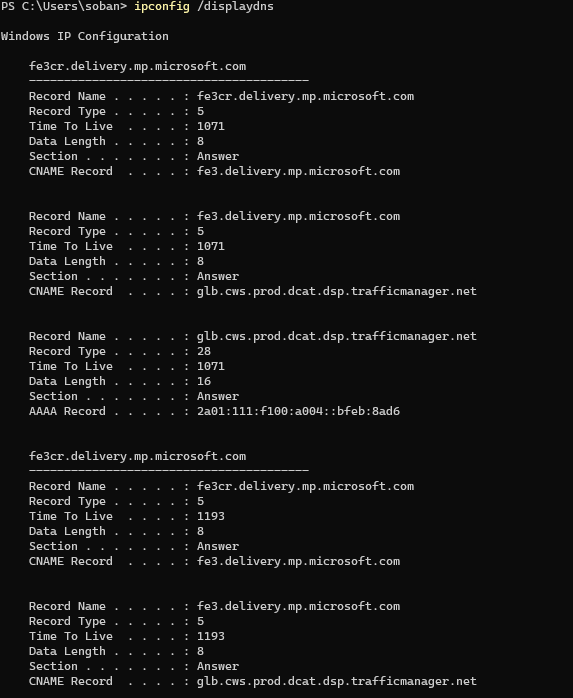 PS C:\Users\soban> ipconfig /displaydns
Windows IP Configuration
fe3cr.delivery.mp.microsoft.com
----------------------------------------
Record Name . . . . . : fe3cr.delivery.mp.microsoft.com
Record Type . . . . . : 5
Time To Live  . . . . : 1071
Data Length . . . . . : 8
Section . . . . . . . : Answer
CNAME Record  . . . . : fe3.delivery.mp.microsoft.com
Record Name . . . . . : fe3.delivery.mp.microsoft.com
Record Type . . . . . : 5
Time To Live  . . . . : 1071
Data Length . . . . . : 8
Section . . . . . . . : Answer
CNAME Record  . . . . : glb.cws.prod.dcat.dsp.trafficmanager.net
Record Name . . . . . : glb.cws.prod.dcat.dsp.trafficmanager.net
Record Type . . . . . : 28
Time To Live  . . . . : 1071
Data Length . . . . . : 16
Section . . . . . . . : Answer
AAAA Record . . . . . : 2a01:111:f100:a004::bfeb:8ad6
fe3cr.delivery.mp.microsoft.com
----------------------------------------
Record Name . . . . . : fe3cr.delivery.mp.microsoft.com
Record Type . . . . . : 5
Time To Live  . . . . : 1193
Data Length . . . . . : 8
Section . . . . . . . : Answer
CNAME Record  . . . . : fe3.delivery.mp.microsoft.com
Record Name . . . . . : fe3.delivery.mp.microsoft.com
Record Type . . . . . : 5
Time To Live  . . . . : 1193
Data Length . . . . . : 8
Section . . . . . . . : Answer
CNAME Record  . . . . : glb.cws.prod.dcat.dsp.trafficmanager.net